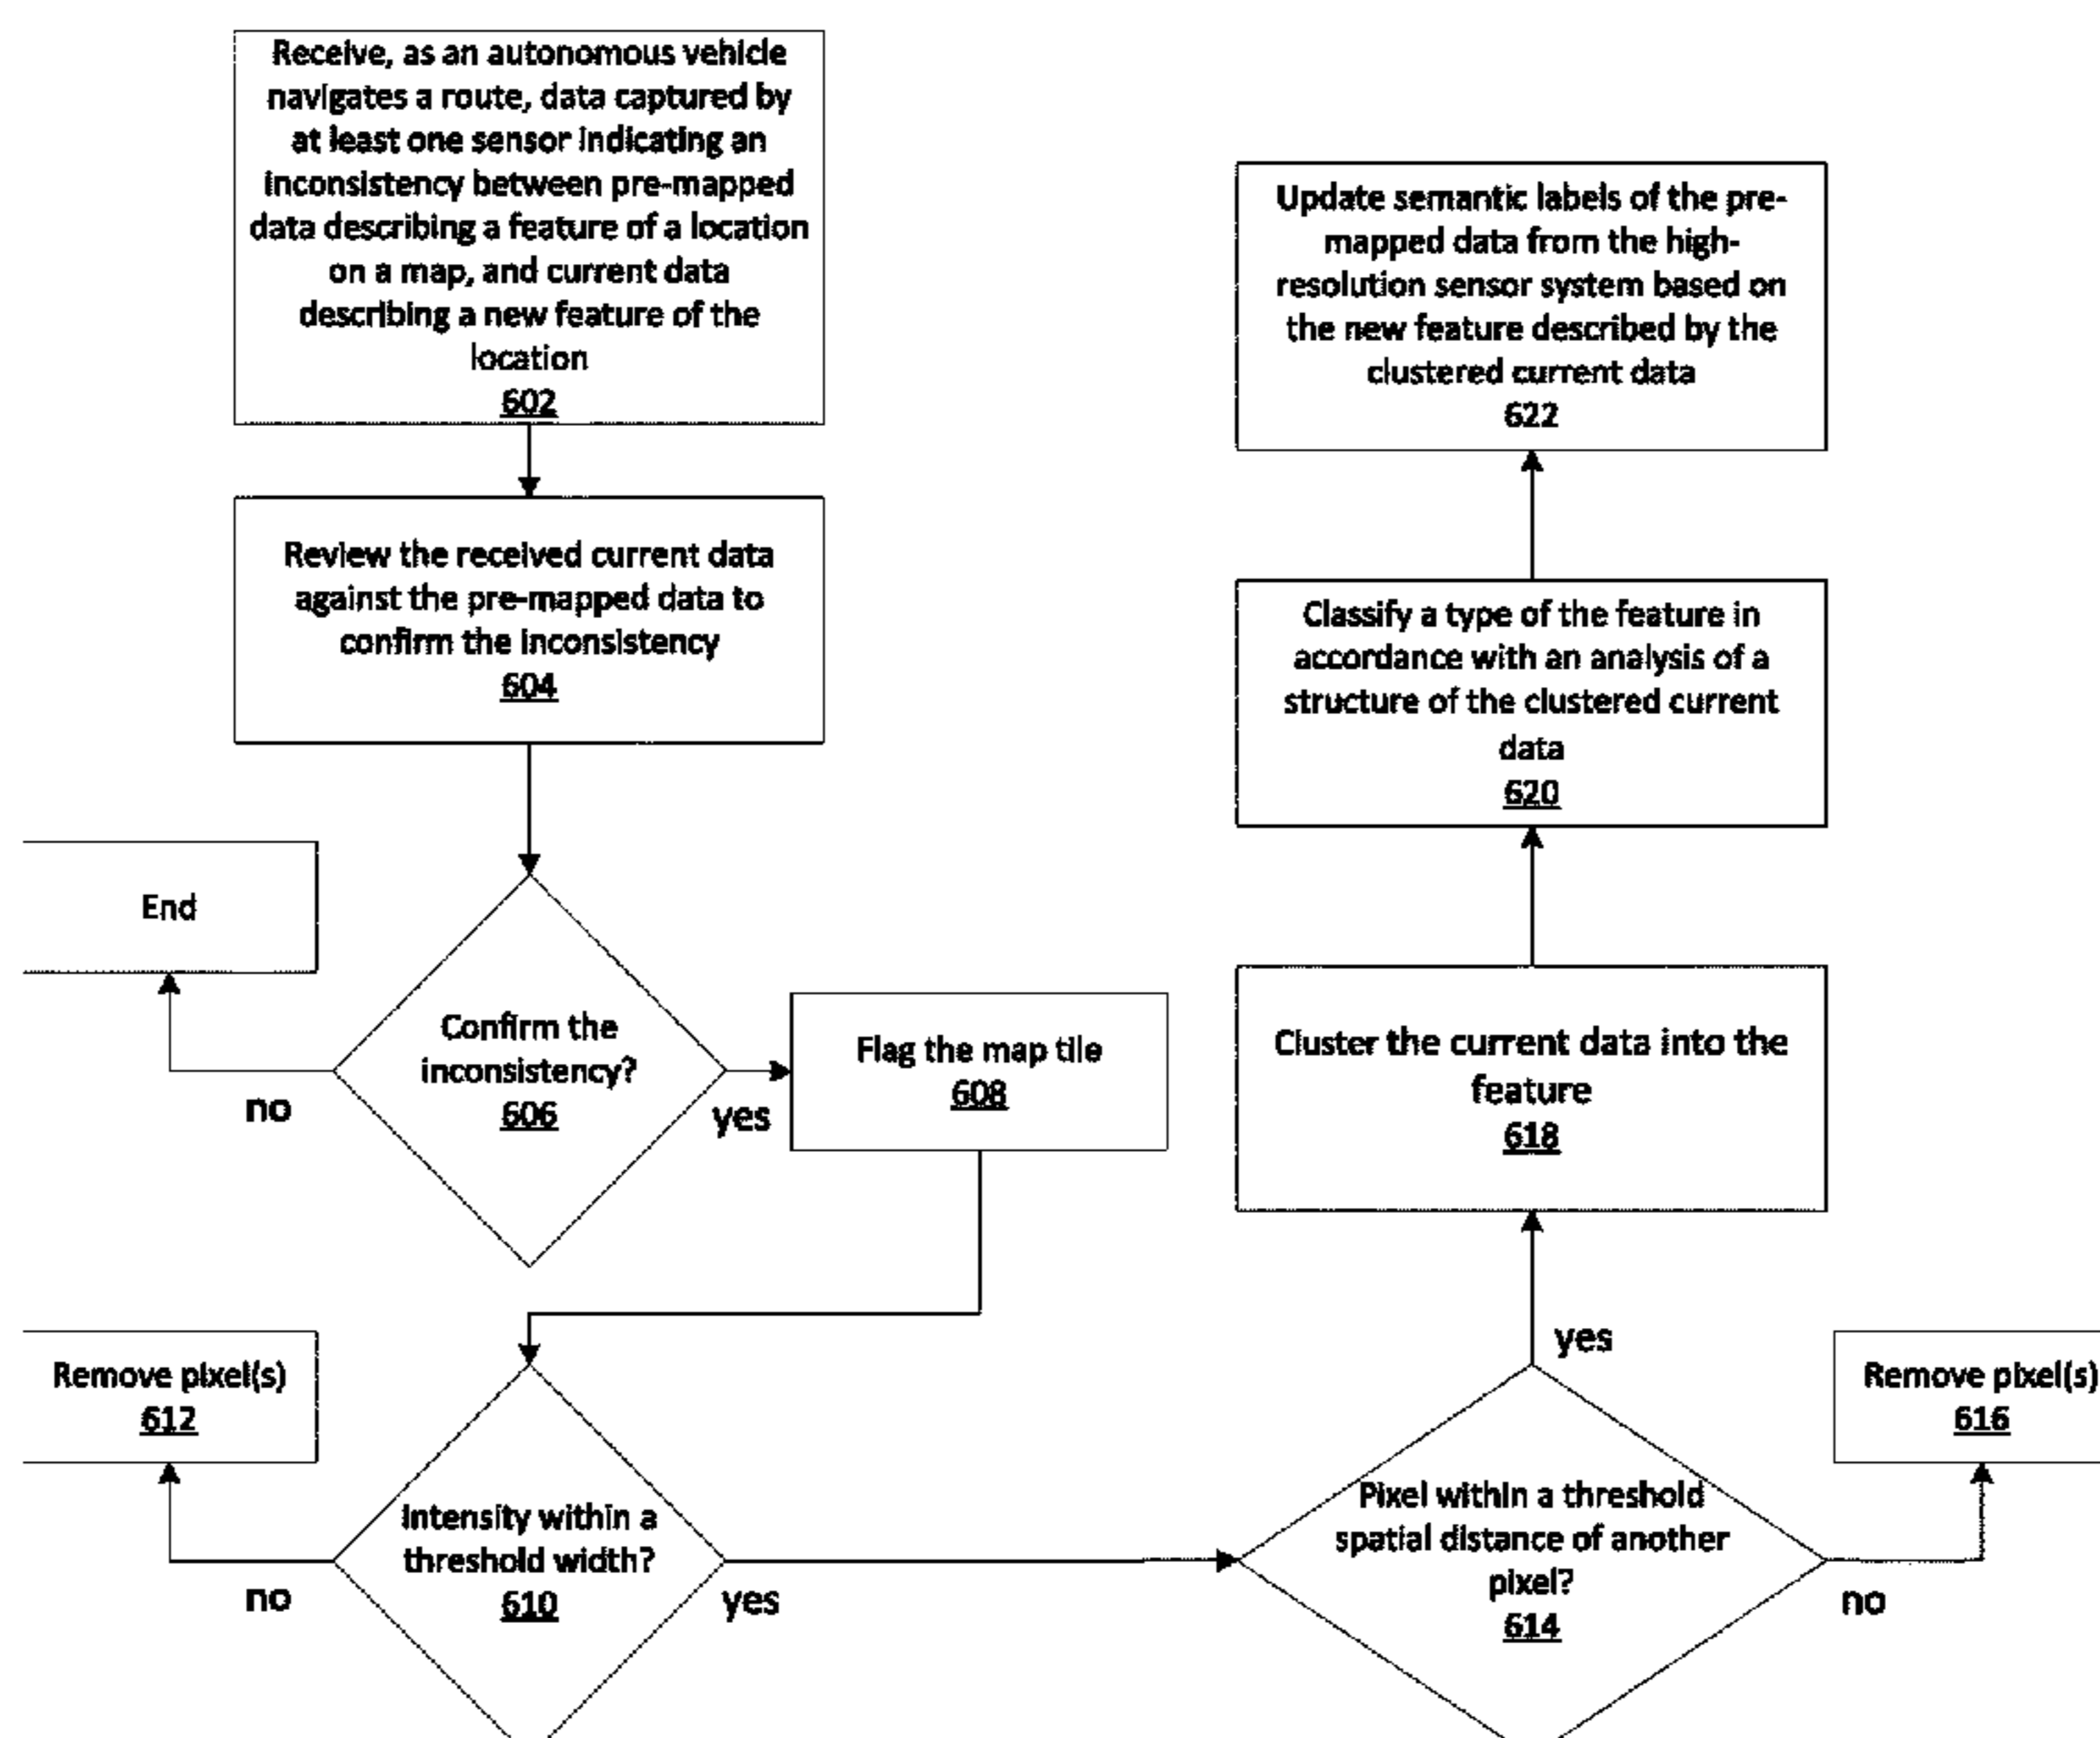 Receive, as an autonomous vehicle
navigates a route, data captured by
at least one sensor indicating an
inconsistency between pre-mapped
data describing a feature of a location
on a map, and current data
describing a new feature of the
location
602
Review the received current data
against the pre-mapped data to
confirm the inconsistency
604
End
Confirm the
inconsistency?
606
no
yes
Flag the map tile
608
Remove pixel(s)
612
Intensity within a
threshold width?
610
no
yes
Pixel within a threshold
spatial distance of another
pixel?
614
yes
no
Remove pixel(s)
616
Cluster the current data into the
feature
618
Classify a type of the feature in
accordance with an analysis of a
structure of the clustered current
data
620
Update semantic labels of the pre-
mapped data from the high-
resolution sensor system based on
the new feature described by the
clustered current data
622